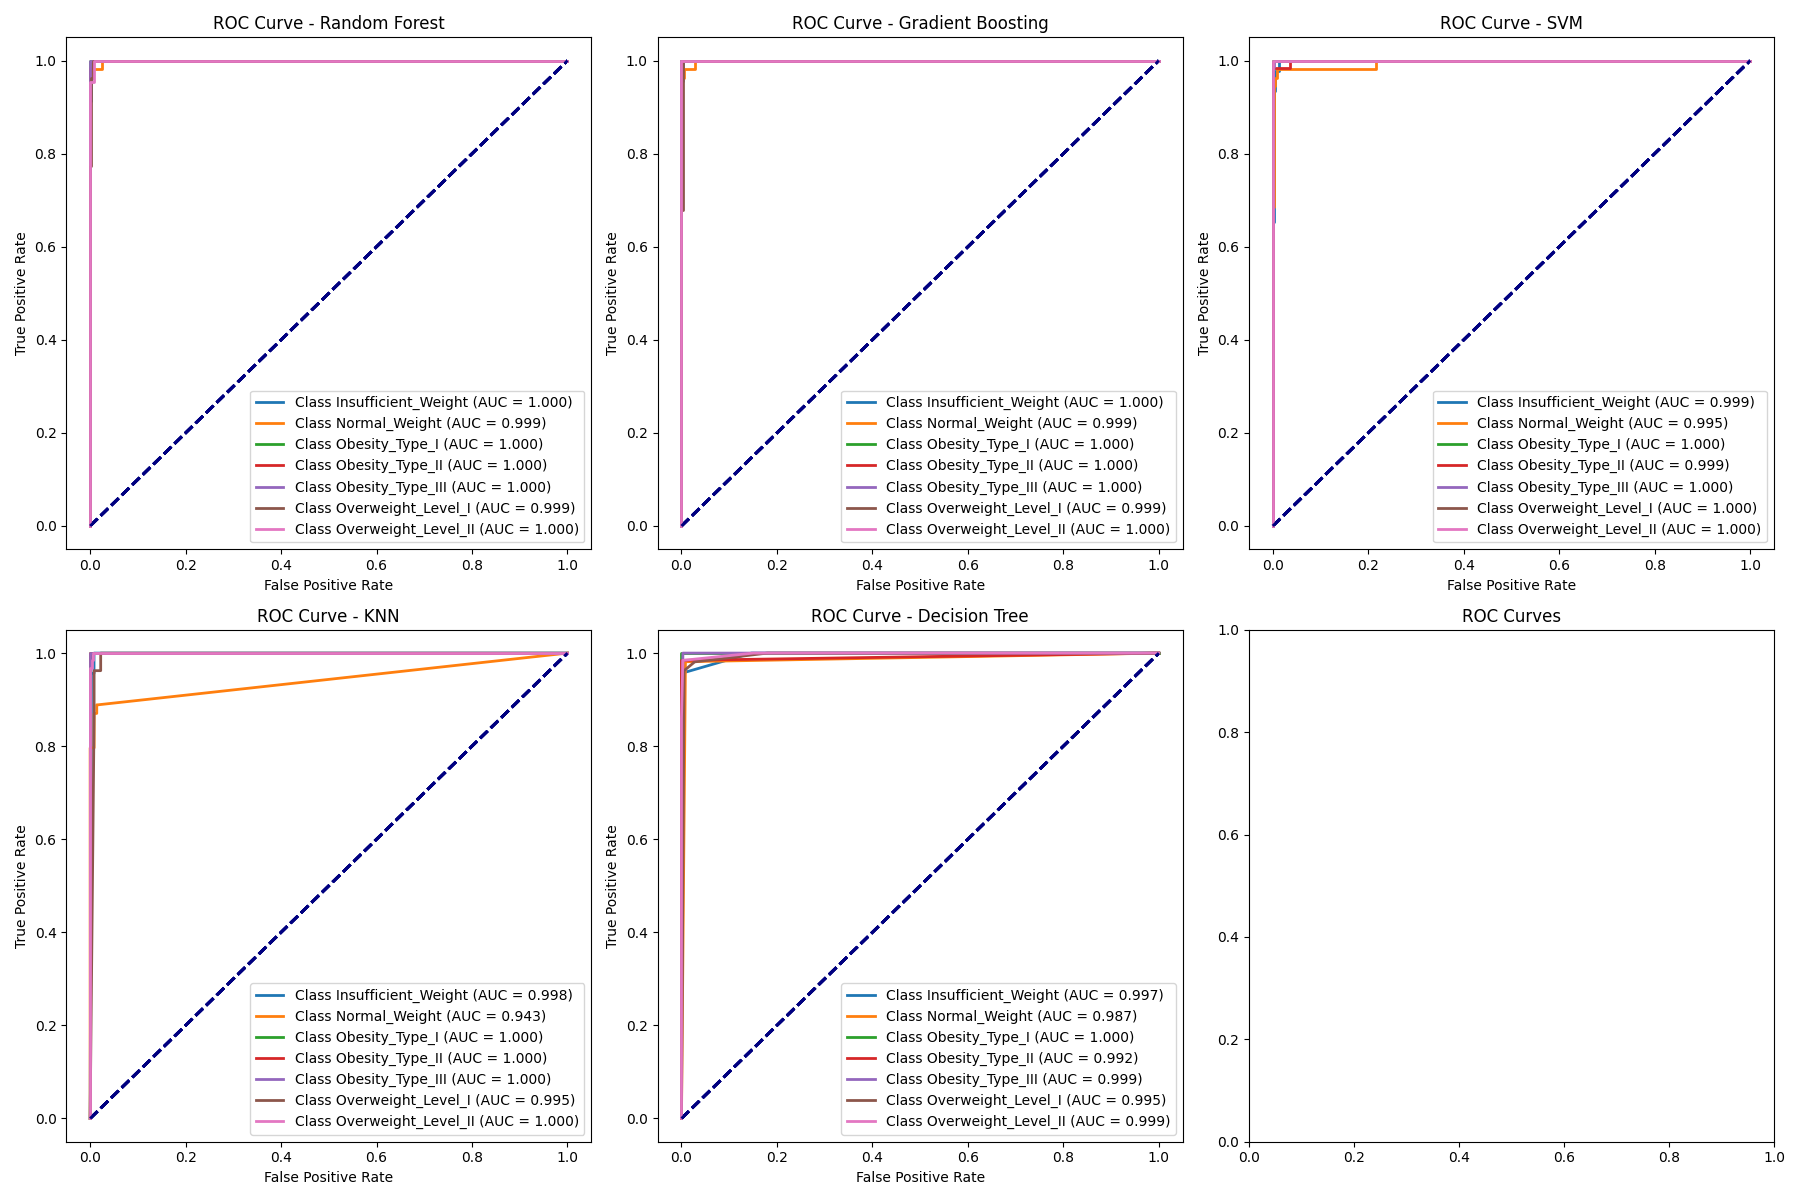 ROC Curve - Random Forest
True Positive Rate
1.0
0.8
0.6
0.4
0.2
0.0
Class Insufficient_Weight (AUC = 1.000)
Class Normal_Weight (AUC = 0.999)
Class Obesity_Type_I (AUC = 1.000)
Class Obesity_Type_II (AUC = 1.000)
Class Obesity_Type_III (AUC = 1.000)
Class Overweight_Level_I (AUC = 0.999)
Class Overweight_Level_II (AUC = 1.000)
0.0 0.2 0.4 0.6 0.8 1.0
False Positive Rate
ROC Curve - Gradient Boosting
True Positive Rate
1.0
0.8
0.6
0.4
0.2
0.0
Class Insufficient_Weight (AUC = 1.000)
Class Normal_Weight (AUC = 0.999)
Class Obesity_Type_I (AUC = 1.000)
Class Obesity_Type_II (AUC = 1.000)
Class Obesity_Type_III (AUC = 1.000)
Class Overweight_Level_I (AUC = 0.999)
Class Overweight_Level_II (AUC = 1.000)
0.0 0.2 0.4 0.6 0.8 1.0
False Positive Rate
ROC Curve - SVM
True Positive Rate
1.0
0.8
0.6
0.4
0.2
0.0
Class Insufficient_Weight (AUC = 0.999)
Class Normal_Weight (AUC = 0.995)
Class Obesity_Type_I (AUC = 1.000)
Class Obesity_Type_II (AUC = 0.999)
Class Obesity_Type_III (AUC = 1.000)
Class Overweight_Level_I (AUC = 1.000)
Class Overweight_Level_II (AUC = 1.000)
0.0 0.2 0.4 0.6 0.8 1.0
False Positive Rate
ROC Curve - KNN
True Positive Rate
1.0
0.8
0.6
0.4
0.2
0.0
Class Insufficient_Weight (AUC = 0.998)
Class Normal_Weight (AUC = 0.943)
Class Obesity_Type_I (AUC = 1.000)
Class Obesity_Type_II (AUC = 1.000)
Class Obesity_Type_III (AUC = 1.000)
Class Overweight_Level_I (AUC = 0.995)
Class Overweight_Level_II (AUC = 1.000)
0.0 0.2 0.4 0.6 0.8 1.0
False Positive Rate
ROC Curve - Decision Tree
True Positive Rate
1.0
0.8
0.6
0.4
0.2
0.0
Class Insufficient_Weight (AUC = 0.997)
Class Normal_Weight (AUC = 0.987)
Class Obesity_Type_I (AUC = 1.000)
Class Obesity_Type_II (AUC = 0.992)
Class Obesity_Type_III (AUC = 0.999)
Class Overweight_Level_I (AUC = 0.995)
Class Overweight_Level_II (AUC = 0.999)
0.0 0.2 0.4 0.6 0.8 1.0
False Positive Rate
ROC Curves
1.0
0.8
0.6
0.4
0.2
0.0
0.0 0.2 0.4 0.6 0.8 1.0